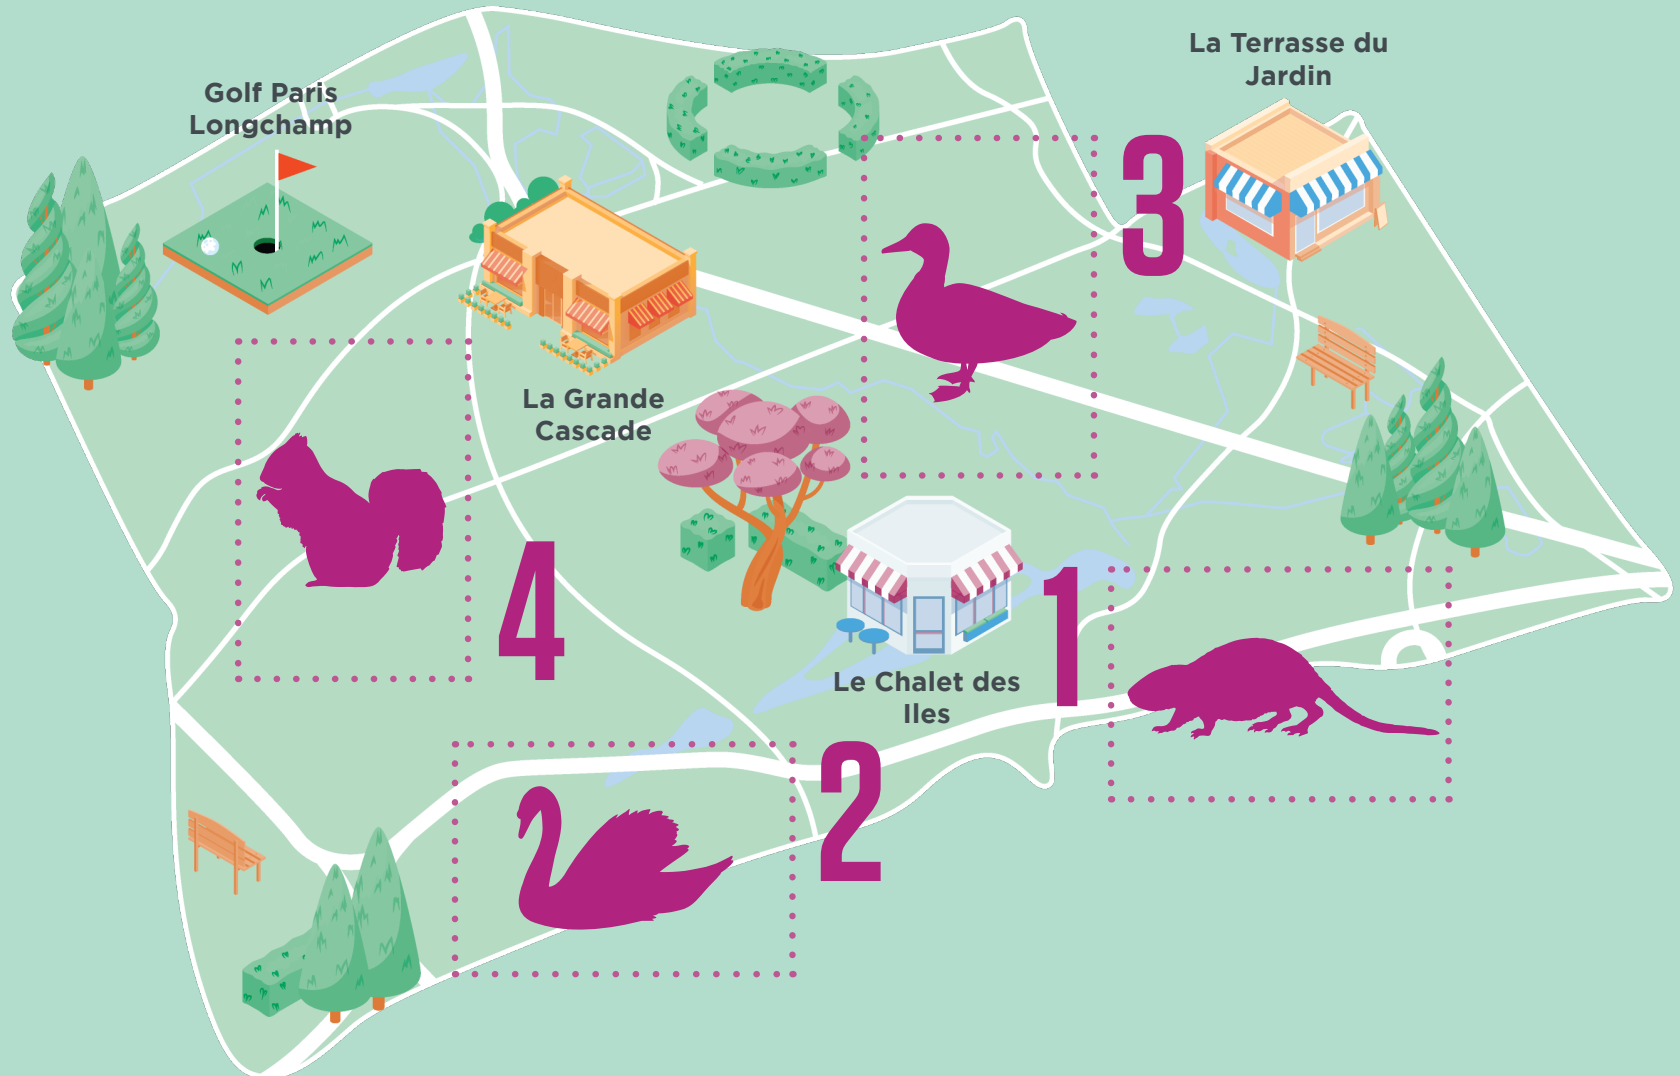 La Terrasse du
Jardin
Golf Paris
Longchamp
3
La Grande
Cascade
4
1
Le Chalet des
Iles
2